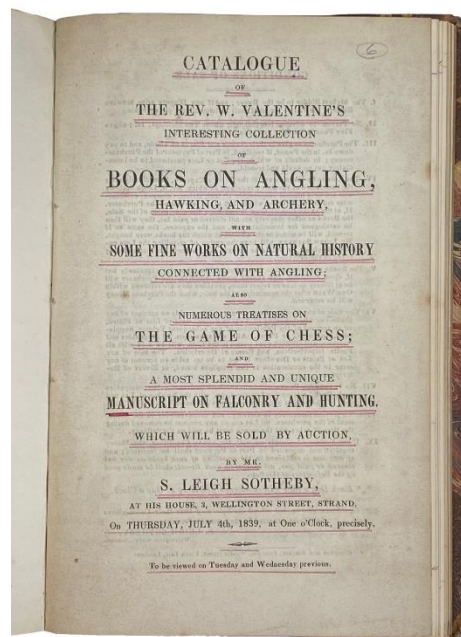 6
CATALOGUE
OF
THE REV. W. VALENTINE'S
INTERESTING COLLECTION
OF
BOOKS ON ANGLING,
HAWKING, AND ARCHERY,
WITH
SOME FINE WORKS ON NATURAL HISTORY
CONNECTED WITH ANGLING;
ALSO
NUMEROUS TREATISES ON
THE GAME OF CHESS;
AND
A MOST SPLENDID AND UNIQUE
MANUSCRIPT ON FALCONRY AND HUNTING.
WHICH WILL BE SOLD BY AUCTION,
BY MR.
S. LEIGH SOTHEBY,
AT HIS HOUSE, 3, WELLINGTON STREET, STRAND,
On THURSDAY, JULY 4th, 1839, at One o'Clock, precisely.
To be viewed on Tuesday and Wednesday previous.